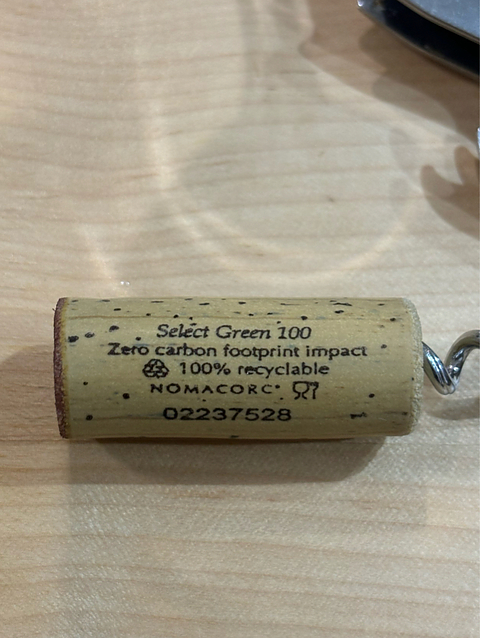 Select Green 100
Zero carbon footprint impact
100% recyclable
NOMACORC®
02237528